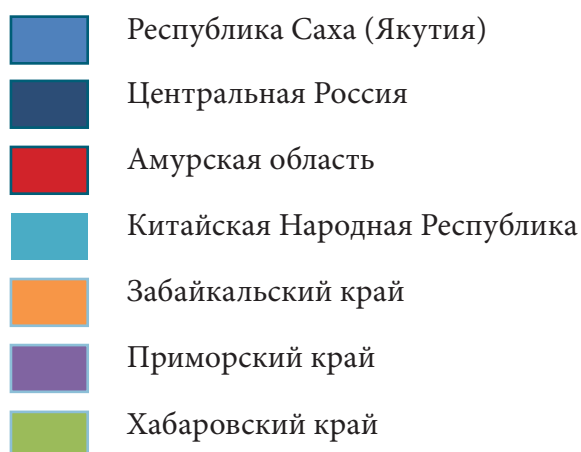 Республика Саха (Якутия)
Центральная Россия
Амурская область
Китайская Народная Республика
Забайкальский край
Приморский край
Хабаровский край